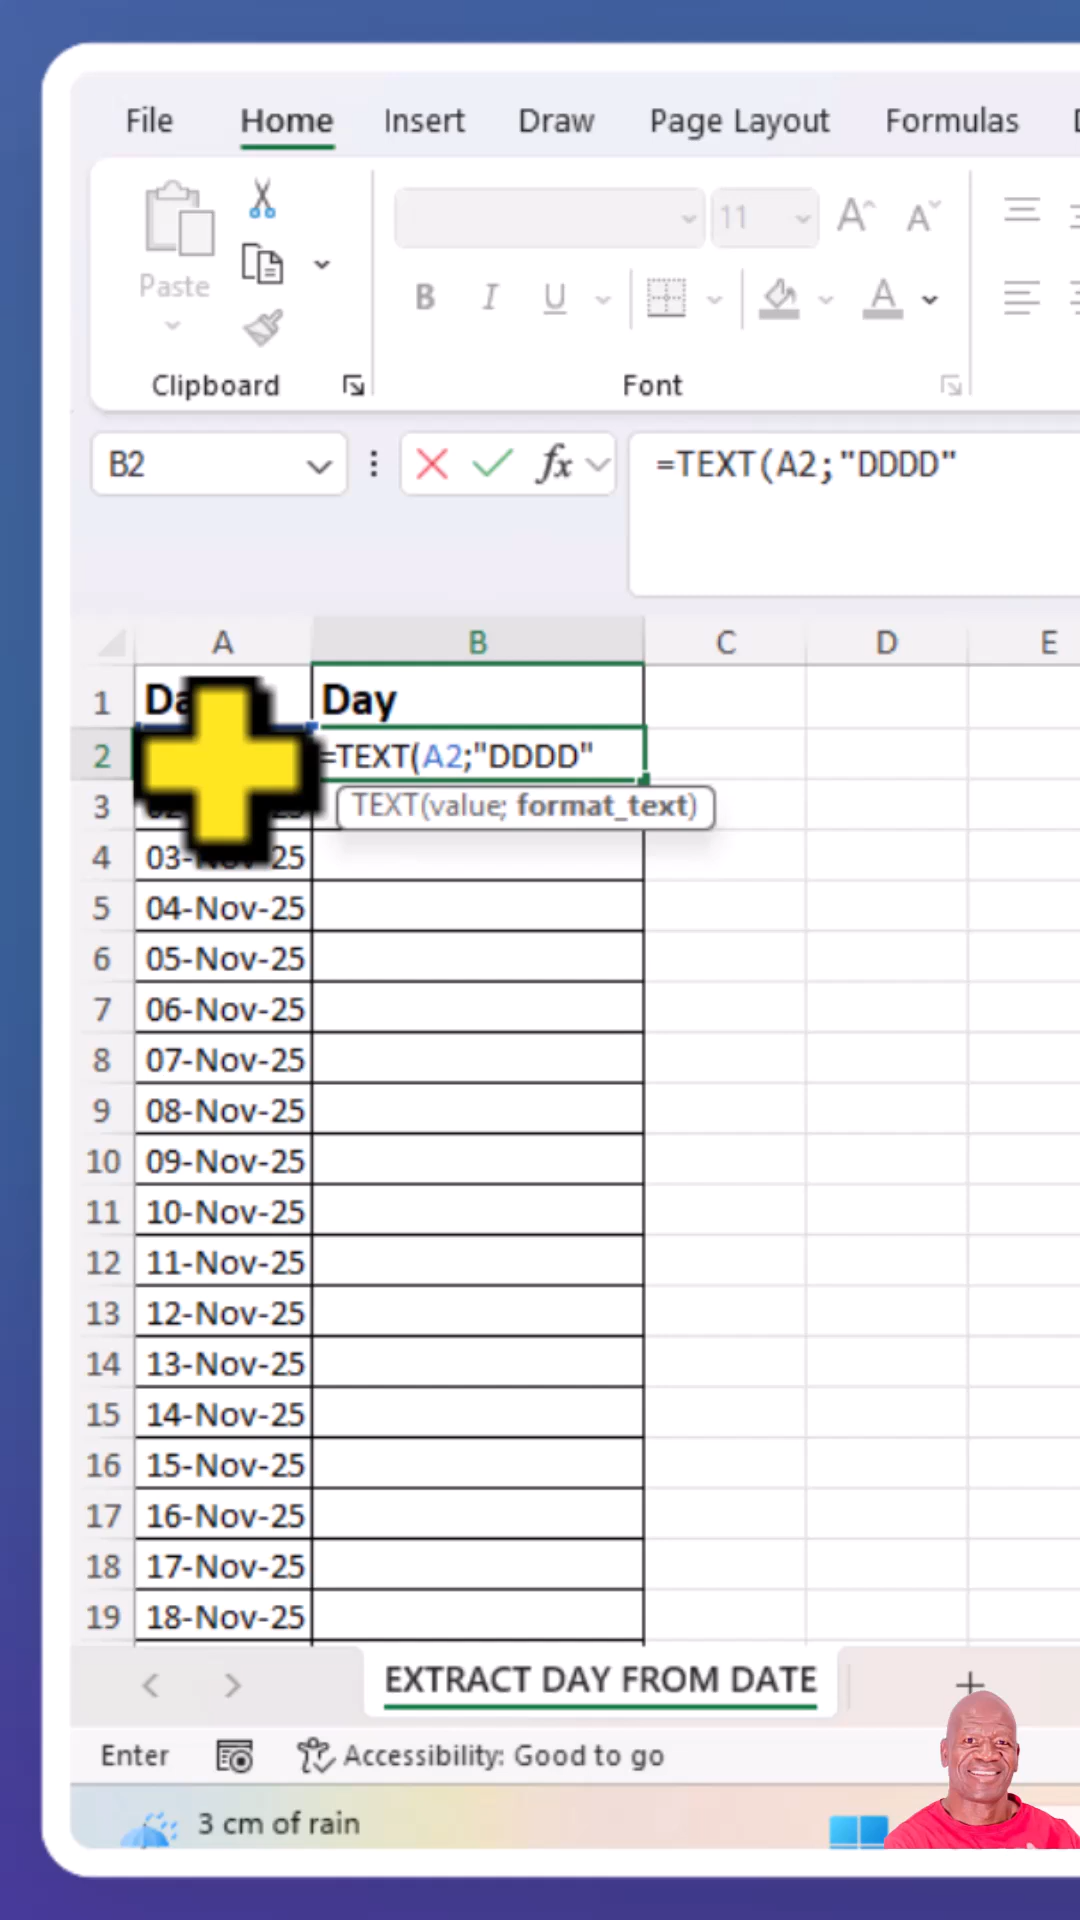 File Home Insert Draw Page Layout Formulas
Paste
11
B I U A
Clipboard Font
B2 fx =TEXT(A2;"DDDD"
A B C D E
1 Day
2 =TEXT(A2;"DDDD"
3 TEXT(value; format_text)
4 03-Nov-25
5 04-Nov-25
6 05-Nov-25
7 06-Nov-25
8 07-Nov-25
9 08-Nov-25
10 09-Nov-25
11 10-Nov-25
12 11-Nov-25
13 12-Nov-25
14 13-Nov-25
15 14-Nov-25
16 15-Nov-25
17 16-Nov-25
18 17-Nov-25
19 18-Nov-25
EXTRACT DAY FROM DATE
Enter Accessibility: Good to go
3 cm of rain